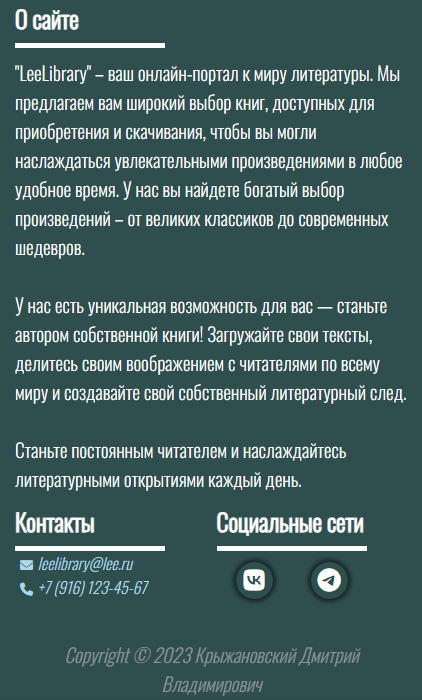 О сайте
"LeeLibrary" – ваш онлайн-портал к миру литературы. Мы
предлагаем вам широкий выбор книг, доступных для
приобретения и скачивания, чтобы вы могли
наслаждаться увлекательными произведениями в любое
удобное время. У нас вы найдете богатый выбор
произведений – от великих классиков до современных
шедевров.
У нас есть уникальная возможность для вас — станьте
автором собственной книги! Загружайте свои тексты,
делитесь своим воображением с читателями по всему
миру и создавайте свой собственный литературный след.
Станьте постоянным читателем и наслаждайтесь
литературными открытиями каждый день.
Контакты
leelibrary@lee.ru
+7 (916) 123-45-67
Социальные сети
Copyright © 2023 Крыжановский Дмитрий
Владимирович